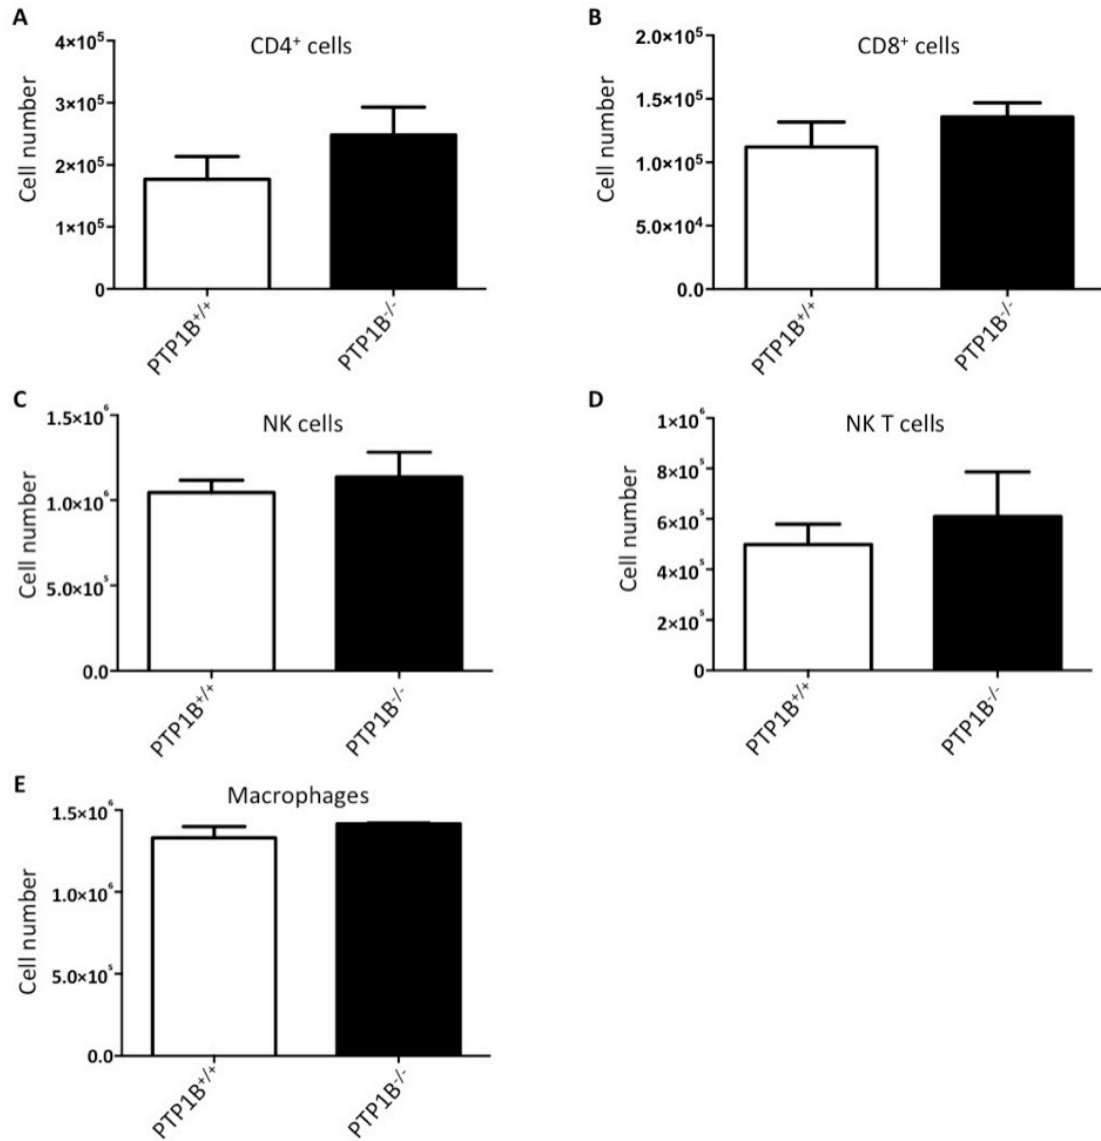 A
CD4⁺ cells
Cell number
4×10⁵
3×10⁵
2×10⁵
1×10⁵
0
PTP1B⁺/⁺
PTP1B⁻/⁻
B
CD8⁺ cells
Cell number
2.0×10⁵
1.5×10⁵
1.0×10⁵
5.0×10⁴
0.0
PTP1B⁺/⁺
PTP1B⁻/⁻
C
NK cells
Cell number
1.5×10⁶
1.0×10⁶
5.0×10⁵
0.0
PTP1B⁺/⁺
PTP1B⁻/⁻
D
NK T cells
Cell number
1×10⁶
8×10⁵
6×10⁵
4×10⁵
2×10⁵
0
PTP1B⁺/⁺
PTP1B⁻/⁻
E
Macrophages
Cell number
1.5×10⁶
1.0×10⁶
5.0×10⁵
0.0
PTP1B⁺/⁺
PTP1B⁻/⁻